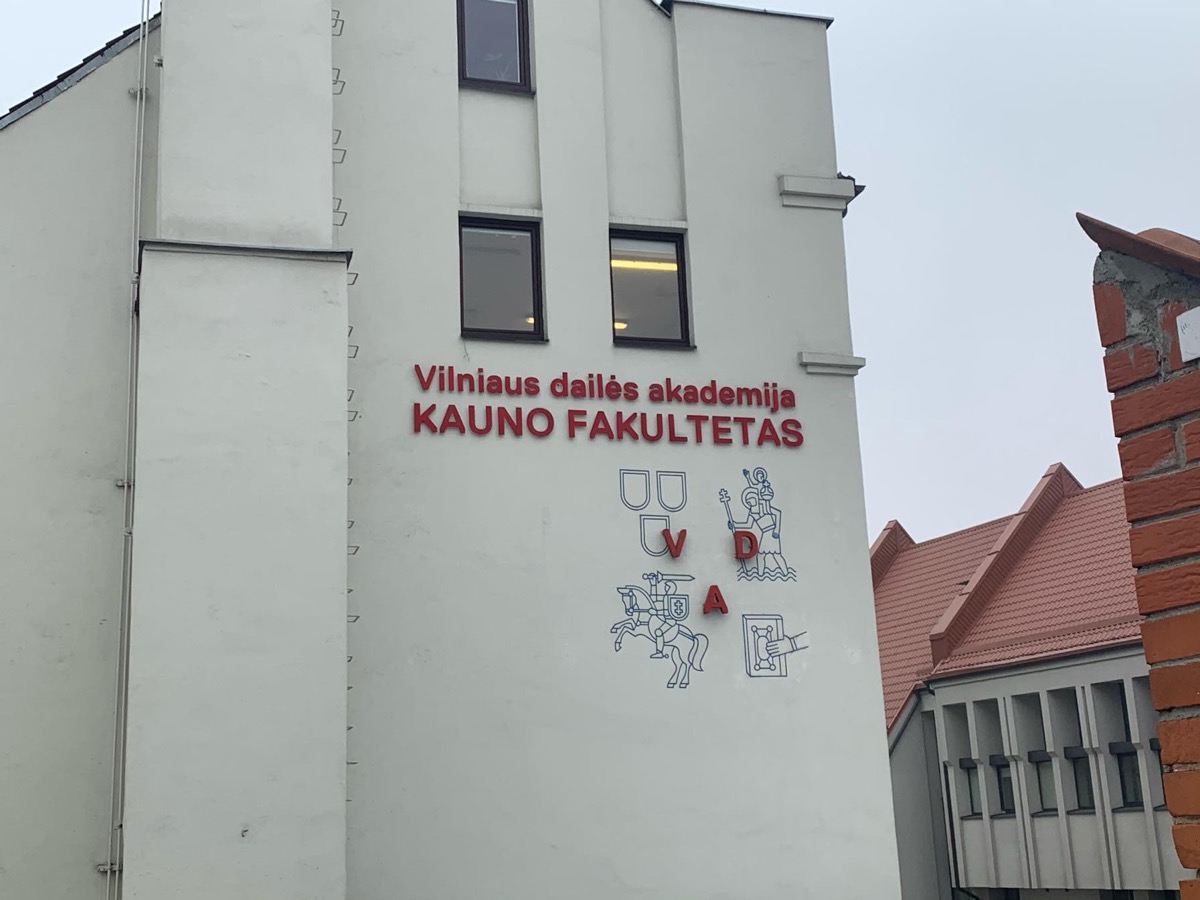 Vilniaus dailės akademija
KAUNO FAKULTETAS
V D
A